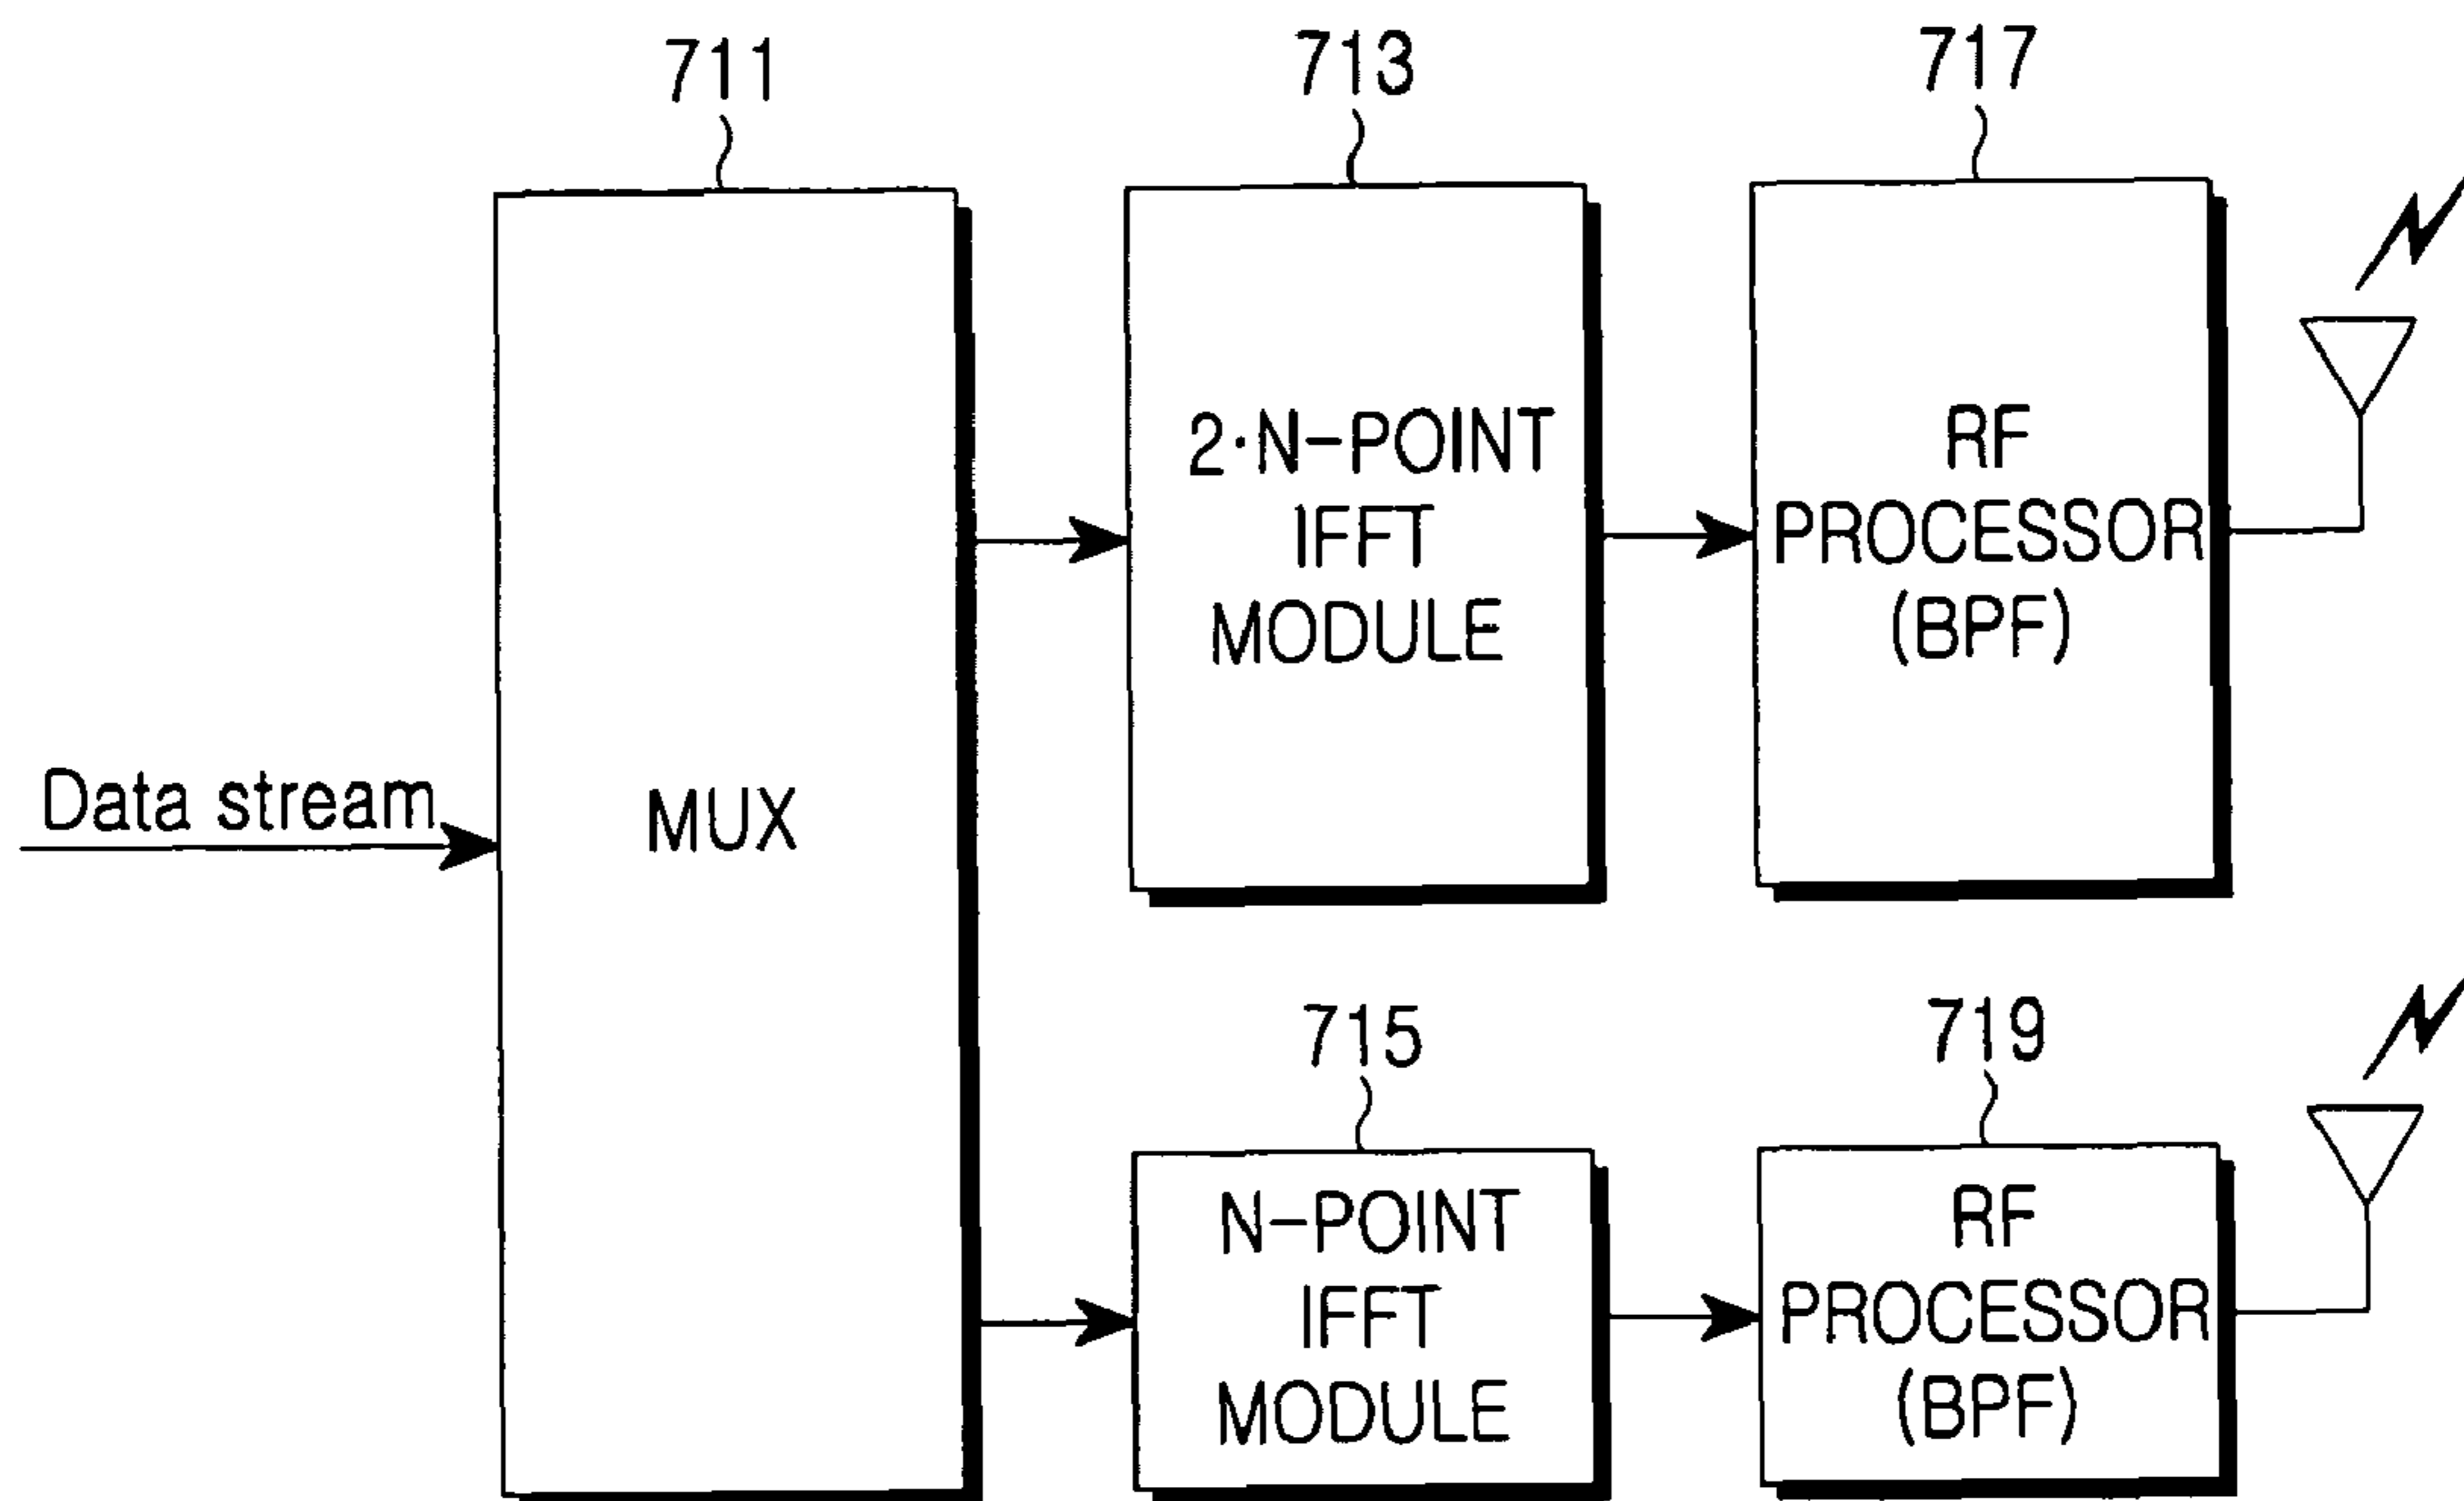 711
713
717
2·N-POINT
IFFT
MODULE
RF
PROCESSOR
(BPF)
Data stream
MUX
715
719
N-POINT
IFFT
MODULE
RF
PROCESSOR
(BPF)